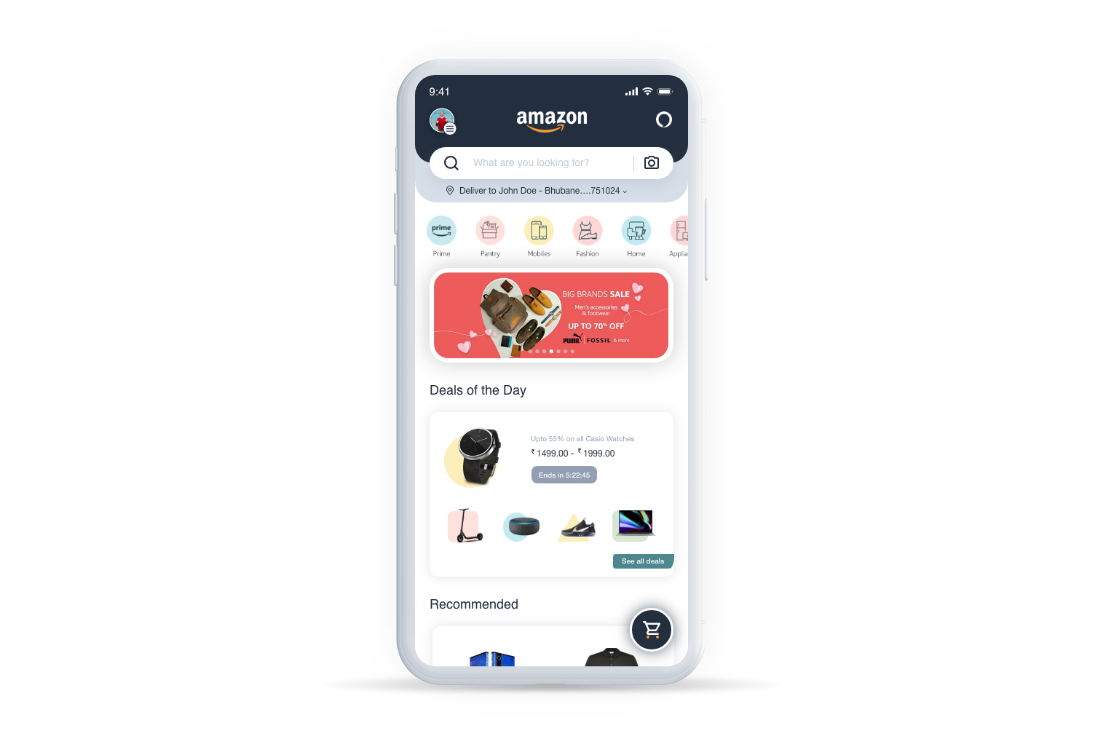 9:41
amazon
What are you looking for?
Deliver to John Doe - Bhubane....751024
prime
Prime
Pantry
Mobiles
Fashion
Home
Applia
BIG BRANDS SALE
Men's accessories
& footwear
UP TO 70% OFF
PUMA FOSSIL & more
Deals of the Day
Upto 55% on all Casio Watches
₹ 1499.00 - ₹ 1999.00
Ends in 5:22:45
See all deals
Recommended